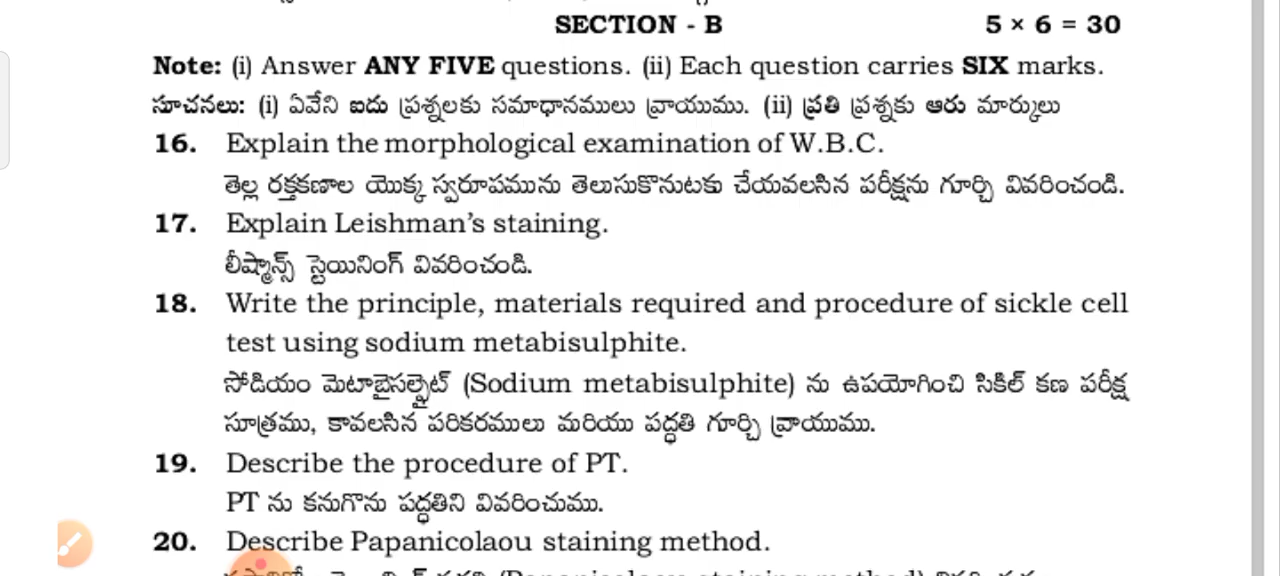 SECTION - B 5 × 6 = 30
Note: (i) Answer ANY FIVE questions. (ii) Each question carries SIX marks.
సూచనలు: (i) ఏవేని ఐదు ప్రశ్నలకు సమాధానములు వ్రాయుము. (ii) ప్రతి ప్రశ్నకు ఆరు మార్కులు
16. Explain the morphological examination of W.B.C.
తెల్ల రక్తకణాల యొక్క స్వరూపమును తెలుసుకొనుటకు చేయవలసిన పరీక్షను గూర్చి వివరించండి.
17. Explain Leishman's staining.
లీష్మాన్స్ స్టెయినింగ్ వివరించండి.
18. Write the principle, materials required and procedure of sickle cell
test using sodium metabisulphite.
సోడియం మెటాబైసల్ఫైట్ (Sodium metabisulphite) ను ఉపయోగించి సికిల్ కణ పరీక్ష
సూత్రము, కావలసిన పరికరములు మరియు పద్ధతి గూర్చి వ్రాయుము.
19. Describe the procedure of PT.
PT ను కనుగొను పద్ధతిని వివరించుము.
20. Describe Papanicolaou staining method.